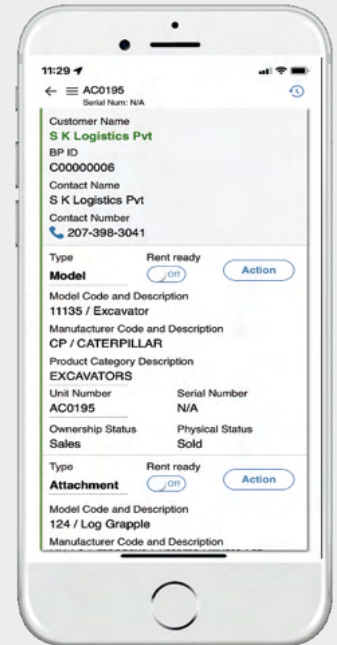 11:29
AC0195
Serial Num: N/A
Customer Name
S K Logistics Pvt
BP ID
C00000006
Contact Name
S K Logistics Pvt
Contact Number
207-398-3041
Type Rent ready
Model Off Action
Model Code and Description
11135 / Excavator
Manufacturer Code and Description
CP / CATERPILLAR
Product Category Description
EXCAVATORS
Unit Number Serial Number
AC0195 N/A
Ownership Status Physical Status
Sales Sold
Type Rent ready
Attachment Off Action
Model Code and Description
124 / Log Grapple
Manufacturer Code and Description